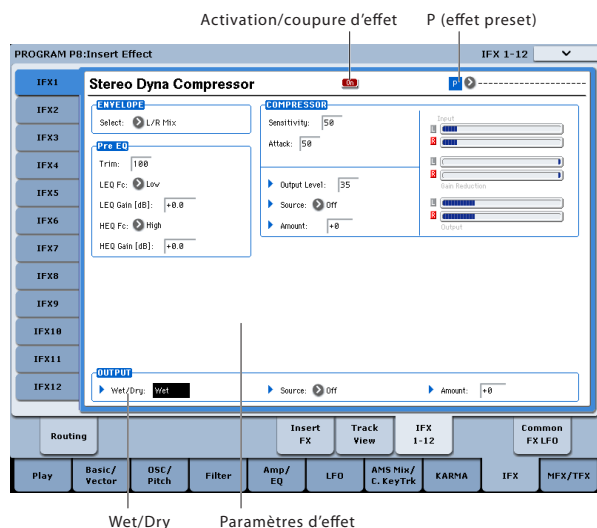 Activation/coupure d’effet P (effet preset)
PROGRAM P8:Insert Effect IFX 1-12
IFX1
IFX2
IFX3
IFX4
IFX5
IFX6
IFX7
IFX8
IFX9
IFX10
IFX11
IFX12
Stereo Dyna Compressor On P ----------------
ENVELOPE
Select: L/R Mix
Pre EQ
Trim: 100
LEQ Fc: Low
LEQ Gain [dB]: +0.0
HEQ Fc: High
HEQ Gain [dB]: +0.0
COMPRESSOR
Sensitivity: 50
Attack: 50
Output Level: 35
Source: Off
Amount: +0
Input
L
R
L
R
Gain Reduction
L
R
Output
OUTPUT
Wet/Dry: Wet Source: Off Amount: +0
Routing Insert FX Track View IFX 1-12 Common FX LFO
Play Basic/Vector OSC/Pitch Filter Amp/EQ LFO AMS Mix/C. KeyTrk KARMA IFX MFX/TFX
Wet/Dry Paramètres d’effet